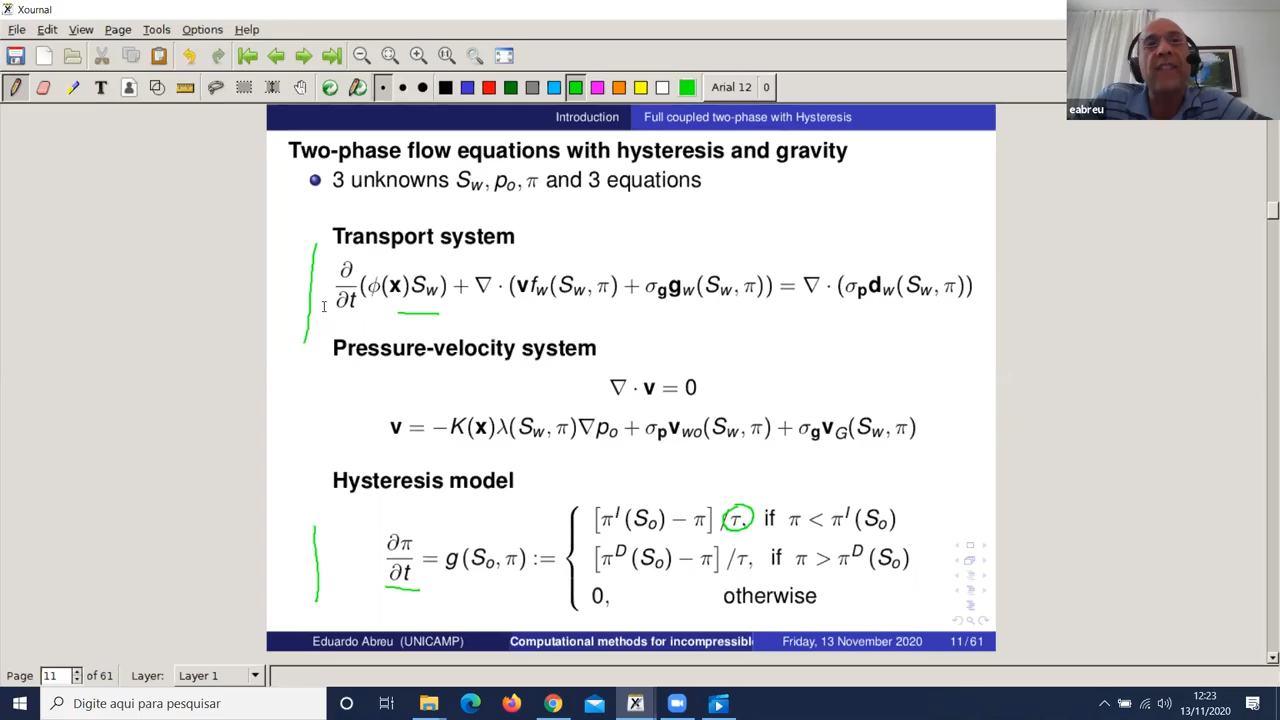 Xournal
File Edit View Page Tools Options Help
Arial 12 0
eabreu
Introduction Full coupled two-phase with Hysteresis
Two-phase flow equations with hysteresis and gravity
3 unknowns S_w, p_o, π and 3 equations
Transport system
∂/∂t (ϕ(x)S_w) + ∇ · (vf_w(S_w, π) + σ_g g_w(S_w, π)) = ∇ · (σ_p d_w(S_w, π))
Pressure-velocity system
∇ · v = 0
v = −K(x)λ(S_w, π)∇p_o + σ_p v_wo(S_w, π) + σ_g v_G(S_w, π)
Hysteresis model
[π^I(S_o) − π]/τ, if π < π^I(S_o)
∂π/∂t = g(S_o, π) := { [π^D(S_o) − π]/τ, if π > π^D(S_o)
0, otherwise
Eduardo Abreu (UNICAMP) Computational methods for incompressibl Friday, 13 November 2020 11/61
Page 11 of 61 Layer: Layer 1
Digite aqui para pesquisar
12:23
13/11/2020